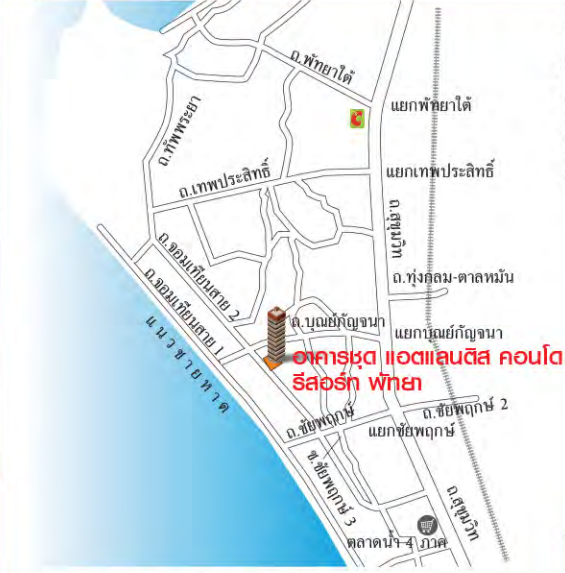 ถ.พัทยาใต้
แยกพัทยาใต้
ถ.ทัพพระยา
แยกเทพประสิทธิ์
ถ.เทพประสิทธิ์
ถ.สุขุมวิท
ถ.จอมเทียนสาย 2
ถ.จอมเทียนสาย 1
ถ.ทุ่งกลม-ตาลหมัน
แนวชายหาด
ถ.บุณย์กัญจนา
แยกบุณย์กัญจนา
อาคารชุด แอตแลนติส คอนโด
รีสอร์ท พัทยา
ถ.ชัยพฤกษ์ 2
ถ.ชัยพฤกษ์
แยกชัยพฤกษ์
ซ.ชัยพฤกษ์ 3
ถ.สุขุมวิท
ตลาดน้ำ 4 ภาค